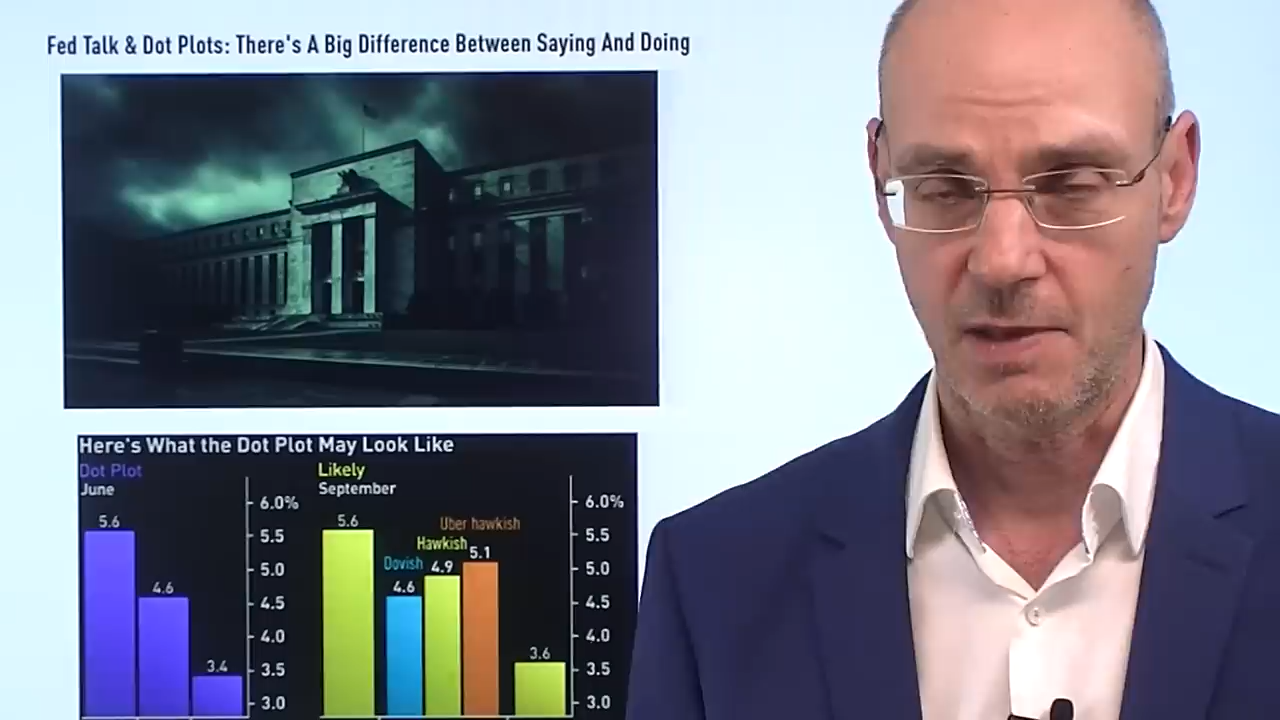 Fed Talk & Dot Plots: There's A Big Difference Between Saying And Doing
Here's What the Dot Plot May Look Like
Dot Plot
June
5.6
4.6
3.4
6.0%
5.5
5.0
4.5
4.0
3.5
3.0
Likely
September
5.6
Dovish
4.6
Hawkish
4.9
Uber hawkish
5.1
3.6
6.0%
5.5
5.0
4.5
4.0
3.5
3.0